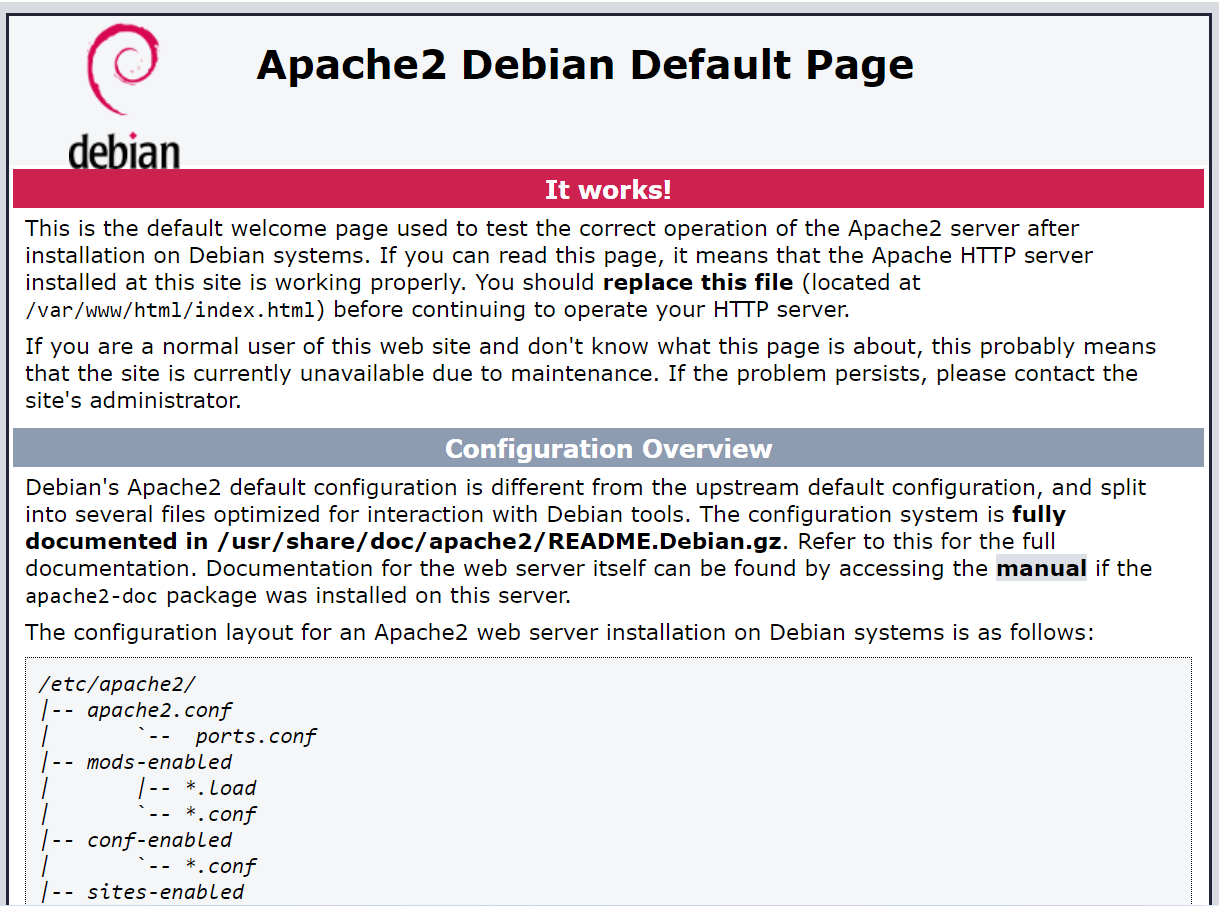 debian
Apache2 Debian Default Page
It works!
This is the default welcome page used to test the correct operation of the Apache2 server after
installation on Debian systems. If you can read this page, it means that the Apache HTTP server
installed at this site is working properly. You should replace this file (located at
/var/www/html/index.html) before continuing to operate your HTTP server.
If you are a normal user of this web site and don't know what this page is about, this probably means
that the site is currently unavailable due to maintenance. If the problem persists, please contact the
site's administrator.
Configuration Overview
Debian's Apache2 default configuration is different from the upstream default configuration, and split
into several files optimized for interaction with Debian tools. The configuration system is fully
documented in /usr/share/doc/apache2/README.Debian.gz. Refer to this for the full
documentation. Documentation for the web server itself can be found by accessing the manual if the
apache2-doc package was installed on this server.
The configuration layout for an Apache2 web server installation on Debian systems is as follows:
/etc/apache2/
|-- apache2.conf
|       `--  ports.conf
|-- mods-enabled
|       |-- *.load
|       `-- *.conf
|-- conf-enabled
|       `-- *.conf
|-- sites-enabled